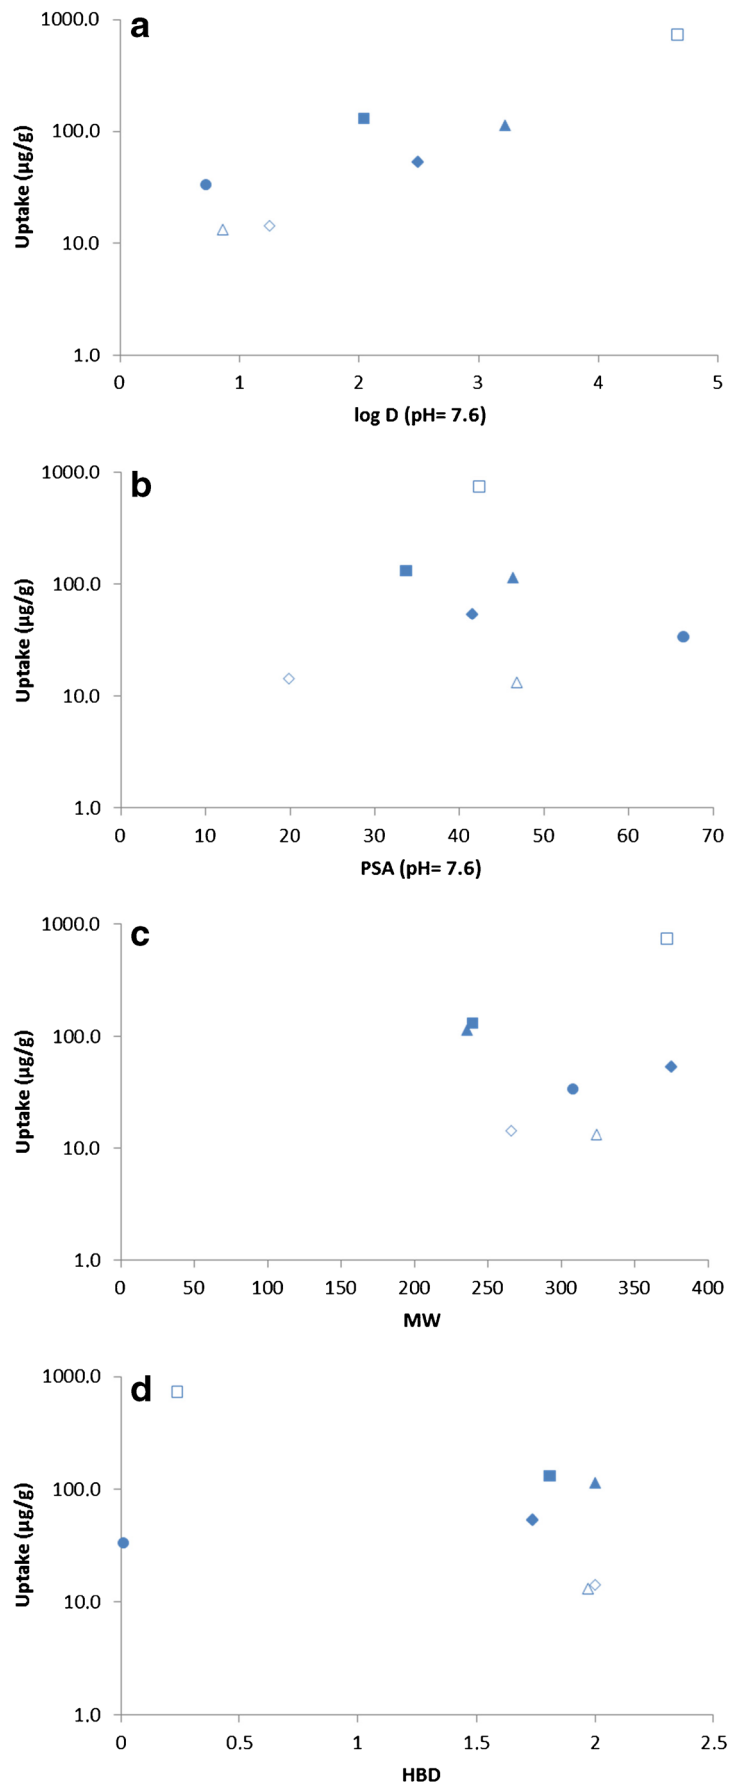 a
1000.0
100.0
10.0
1.0
Uptake (µg/g)
0 1 2 3 4 5
log D (pH= 7.6)
b
1000.0
100.0
10.0
1.0
Uptake (µg/g)
0 10 20 30 40 50 60 70
PSA (pH= 7.6)
c
1000.0
100.0
10.0
1.0
Uptake (µg/g)
0 50 100 150 200 250 300 350 400
MW
d
1000.0
100.0
10.0
1.0
Uptake (µg/g)
0 0.5 1 1.5 2 2.5
HBD